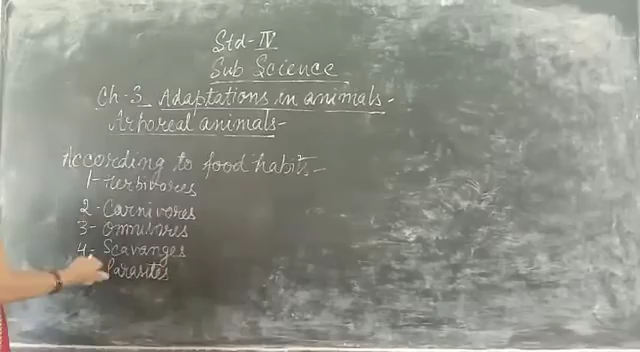 Std-IV
Sub Science
Ch-3 Adaptations in animals-
Arboreal animals-
According to food habits-
1-Herbivores
2-Carnivores
3-Omnivores
4-Scavanges
Parasites